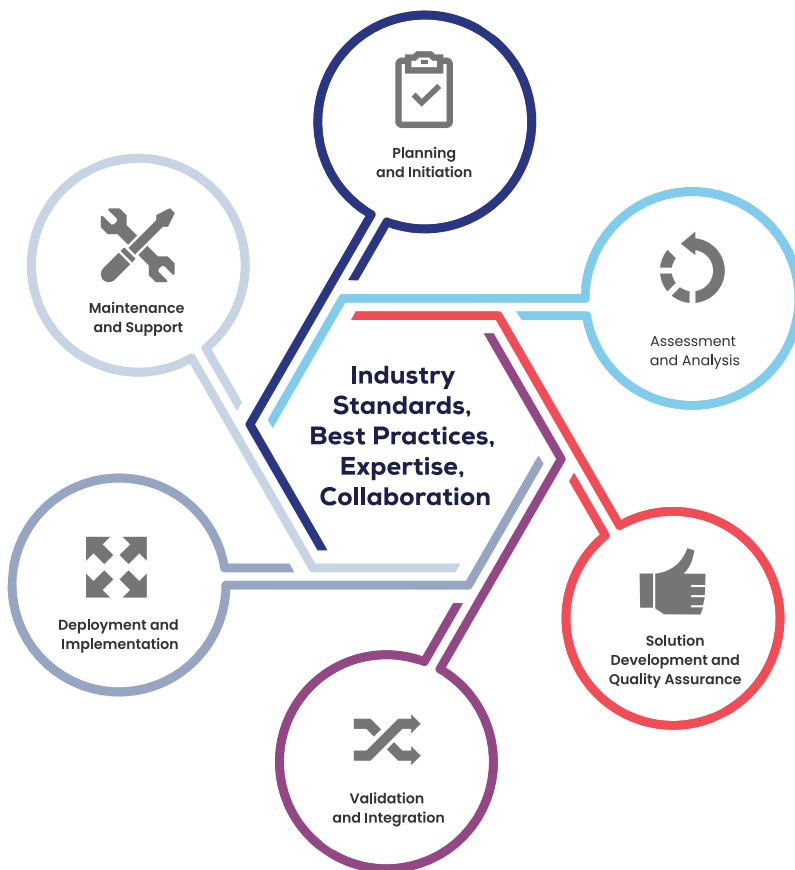 Planning
and Initiation
Maintenance
and Support
Assessment
and Analysis
Industry
Standards,
Best Practices,
Expertise,
Collaboration
Deployment and
Implementation
Solution
Development and
Quality Assurance
Validation
and Integration